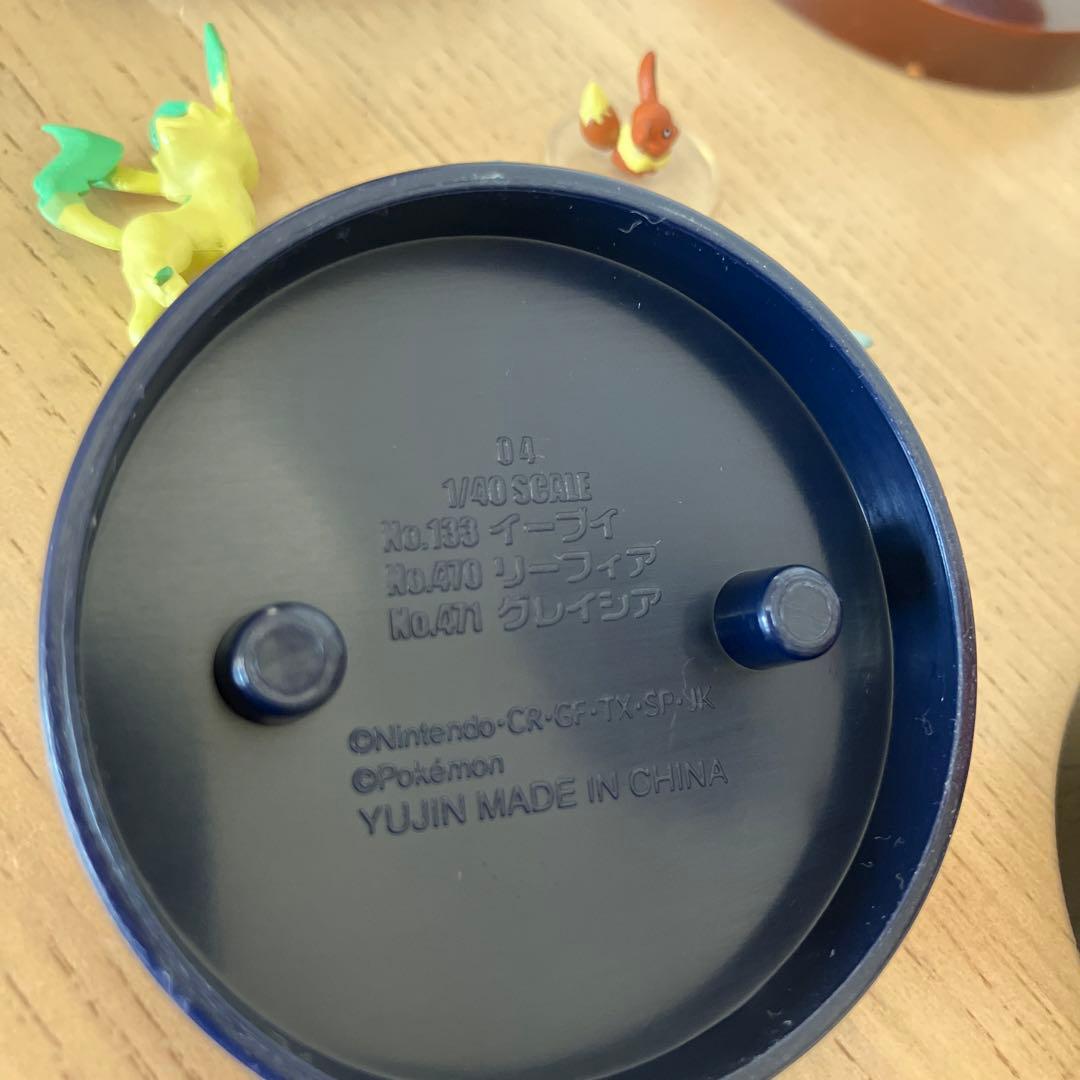 04
1/40 SCALE
No.133 イーブイ
No.470 リーフィア
No.471 グレイシア
©Nintendo・CR・GF・TX・SP・JK
©Pokémon
YUJIN MADE IN CHINA